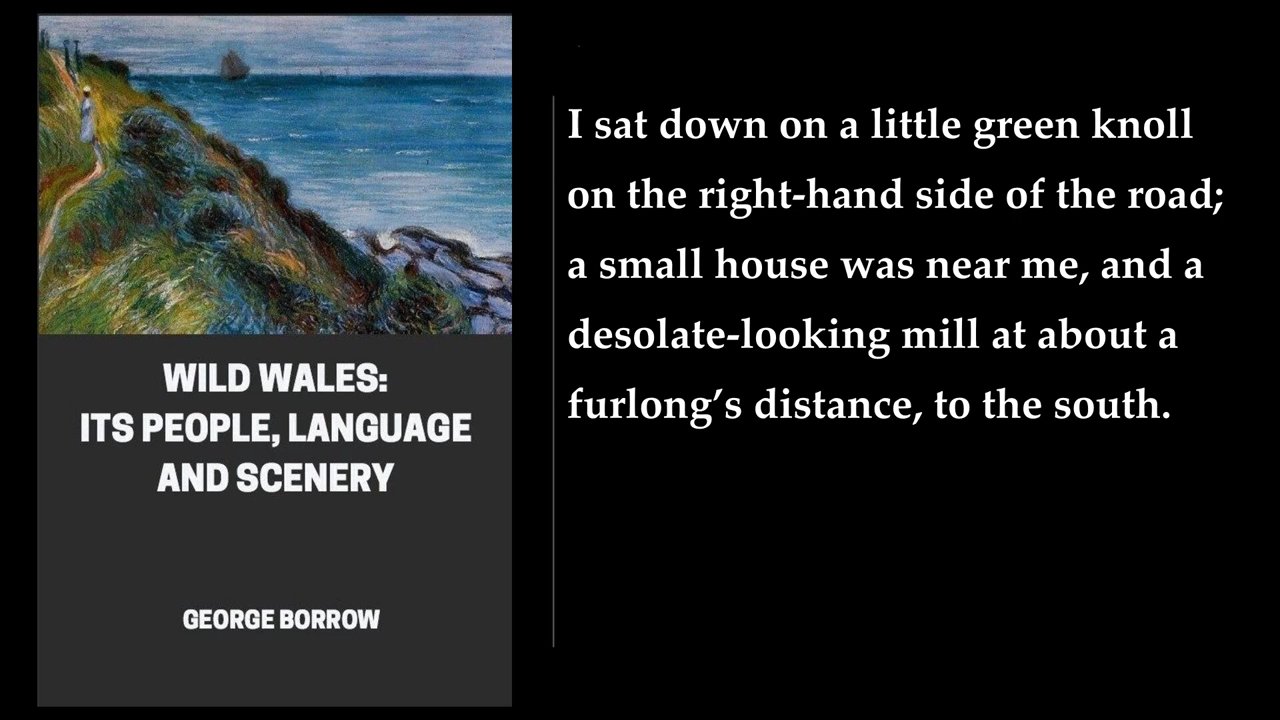 WILD WALES:
ITS PEOPLE, LANGUAGE
AND SCENERY
GEORGE BORROW
I sat down on a little green knoll
on the right-hand side of the road;
a small house was near me, and a
desolate-looking mill at about a
furlong’s distance, to the south.